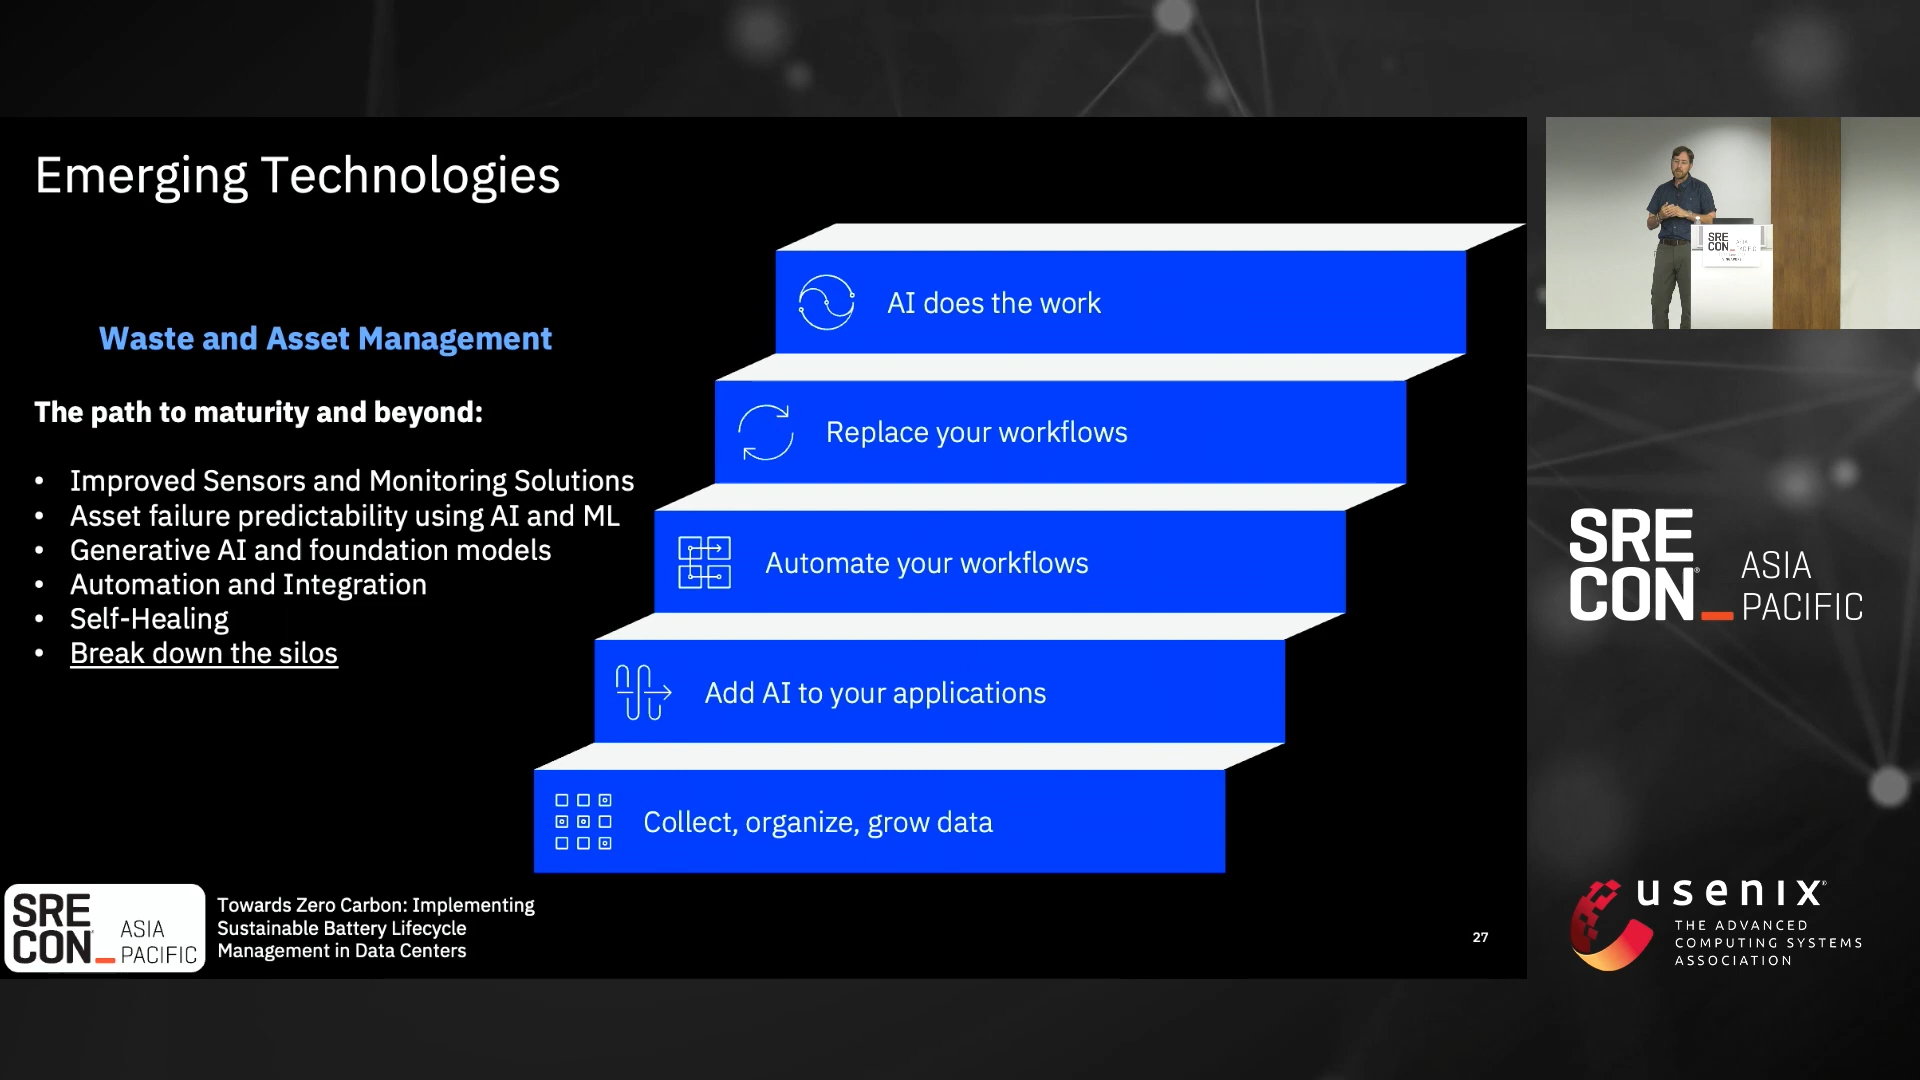 Emerging Technologies
Waste and Asset Management
The path to maturity and beyond:
• Improved Sensors and Monitoring Solutions
• Asset failure predictability using AI and ML
• Generative AI and foundation models
• Automation and Integration
• Self-Healing
• Break down the silos
AI does the work
Replace your workflows
Automate your workflows
Add AI to your applications
Collect, organize, grow data
SRE
CON_ ASIA
PACIFIC
Towards Zero Carbon: Implementing
Sustainable Battery Lifecycle
Management in Data Centers
27
SRE
CON_
SRE
CON_ ASIA
PACIFIC
usenix
THE ADVANCED
COMPUTING SYSTEMS
ASSOCIATION